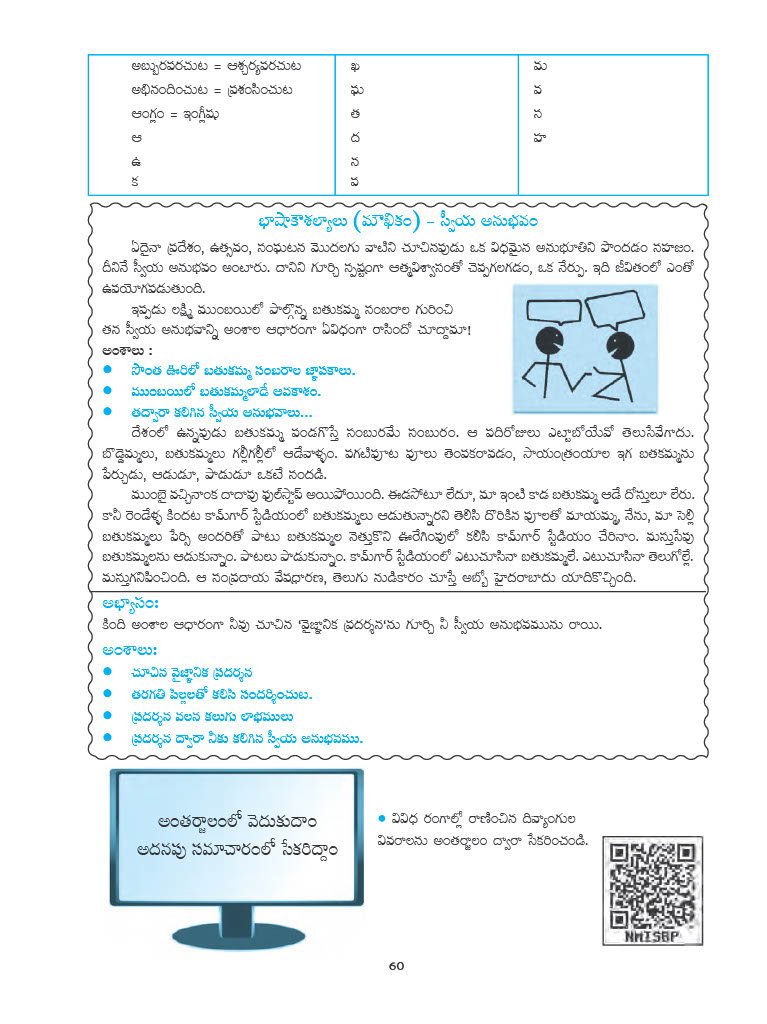 అబ్బురపరచుట = ఆశ్చర్యపరచుట
అభినందించుట = ప్రశంసించుట
ఆంగ్లం = ఇంగ్లీషు
ఆ
ఉ
క
ఖ
ఘ
త
ద
న
ప
మ
వ
స
హ
భాషాకౌశల్యాలు (మౌఖికం) – స్వీయ అనుభవం
ఏదైనా ప్రదేశం, ఉత్సవం, సంఘటన మొదలగు వాటిని చూచినపుడు ఒక విధమైన అనుభూతిని పొందడం సహజం.
దీనినే స్వీయ అనుభవం అంటారు. దానిని గూర్చి స్పష్టంగా ఆత్మవిశ్వాసంతో చెప్పగలగడం, ఒక నేర్పు. ఇది జీవితంలో ఎంతో
ఉపయోగపడుతుంది.
ఇప్పడు లక్ష్మి ముంబయిలో పాల్గొన్న బతుకమ్మ సంబరాల గురించి
తన స్వీయ అనుభవాన్ని అంశాల ఆధారంగా ఏవిధంగా రాసిందో చూద్దామా!
అంశాలు :
● సొంత ఊరిలో బతుకమ్మ సంబరాల జ్ఞాపకాలు.
● ముంబయిలో బతుకమ్మలాడే అవకాశం.
● తద్వారా కలిగిన స్వీయ అనుభవాలు...
దేశంలో ఉన్నవుడు బతుకమ్మ పండగొస్తే సంబురమే సంబురం. ఆ పదిరోజులు ఎట్టాబోయేవో తెలుసేవేగాదు.
బొడ్డెమ్మలు, బతుకమ్మలు గల్లీగల్లీలో ఆడేవాళ్ళం. పగటిపూట పూలు తెంపకరావడం, సాయంత్రంయాల ఇగ బతకమ్మను
పేర్చుడు, ఆడుడూ, పాడుడూ ఒకటే సందడి.
ముంబై వచ్చినాంక దాదాపు ఫుల్‌స్టాప్ అయిపోయింది. ఈడసోటూ లేదూ, మా ఇంటి కాడ బతుకమ్మ ఆడే దోస్తులూ లేరు.
కానీ రెండేళ్ళ కిందట కామ్‌గార్ స్టేడియంలో బతుకమ్మలు ఆడుతున్నారని తెలిసి దొరికిన పూలతో మాయమ్మ, నేను, మా సెల్లి
బతుకమ్మలు పేర్సి అందరితో పాటు బతుకమ్మల నెత్తుకొని ఊరేగింపులో కలిసి కామ్‌గార్ స్టేడియం చేరినాం. మస్తుసేపు
బతుకమ్మలను ఆడుకున్నాం. పాటలు పాడుకున్నాం. కామ్‌గార్ స్టేడియంలో ఎటుచూసినా బతుకమ్మలే. ఎటుచూసినా తెలుగోల్లే.
మస్తుగనిపించింది. ఆ సంప్రదాయ వేషధారణ, తెలుగు నుడికారం చూస్తే అబ్బో హైదరాబాదు యాదికొచ్చింది.
అభ్యాసం:
కింది అంశాల ఆధారంగా నీవు చూచిన 'వైజ్ఞానిక ప్రదర్శన'ను గూర్చి నీ స్వీయ అనుభవమును రాయి.
అంశాలు:
● చూచిన వైజ్ఞానిక ప్రదర్శన
● తరగతి పిల్లలతో కలిసి సందర్శించుట.
● ప్రదర్శన వలన కలుగు లాభములు
● ప్రదర్శన ద్వారా నీకు కలిగిన స్వీయ అనుభవము.
అంతర్జాలంలో వెదుకుదాం
అదనపు సమాచారంలో సేకరిద్దాం
● వివిధ రంగాల్లో రాణించిన దివ్యాంగుల
వివరాలను అంతర్జాలం ద్వారా సేకరించండి.
NMISBP
60